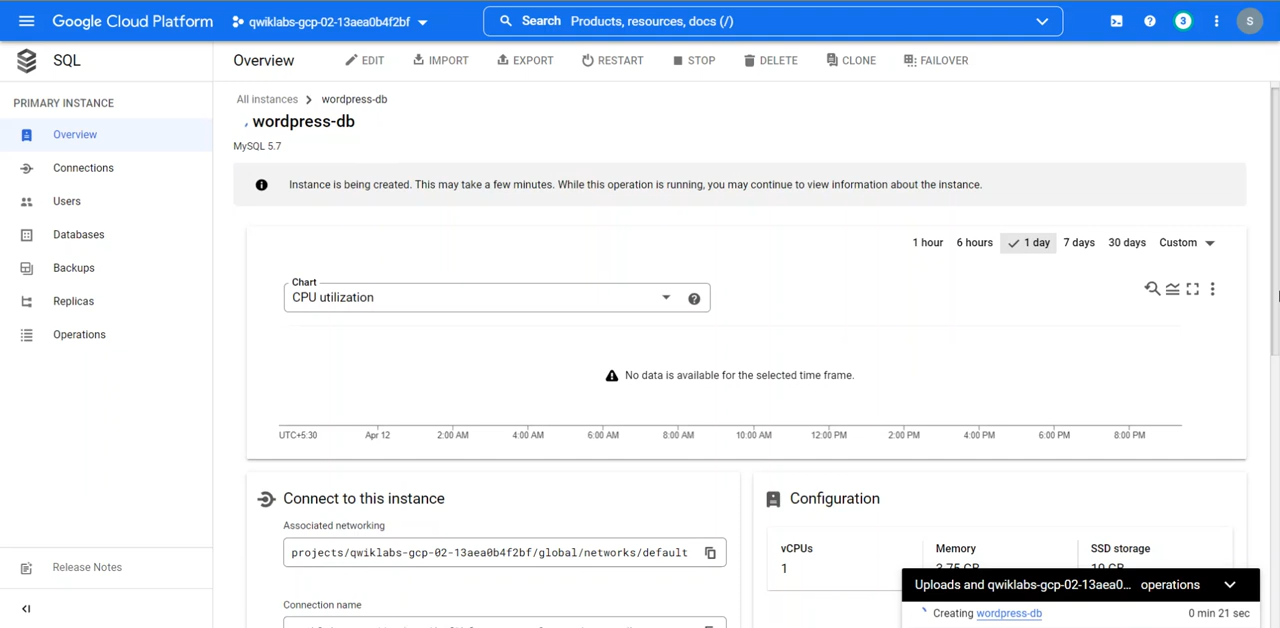 Google Cloud Platform
qwiklabs-gcp-02-13aea0b4f2bf
Search Products, resources, docs (/)
3
S
SQL
Overview
EDIT
IMPORT
EXPORT
RESTART
STOP
DELETE
CLONE
FAILOVER
PRIMARY INSTANCE
Overview
Connections
Users
Databases
Backups
Replicas
Operations
Release Notes
All instances
wordpress-db
wordpress-db
MySQL 5.7
Instance is being created. This may take a few minutes. While this operation is running, you may continue to view information about the instance.
1 hour
6 hours
1 day
7 days
30 days
Custom
Chart
CPU utilization
No data is available for the selected time frame.
UTC+5:30
Apr 12
2:00 AM
4:00 AM
6:00 AM
8:00 AM
10:00 AM
12:00 PM
2:00 PM
4:00 PM
6:00 PM
8:00 PM
Connect to this instance
Associated networking
projects/qwiklabs-gcp-02-13aea0b4f2bf/global/networks/default
Connection name
Configuration
vCPUs
Memory
SSD storage
1
3.75 GB
10 GB
Uploads and qwiklabs-gcp-02-13aea0... operations
Creating wordpress-db
0 min 21 sec